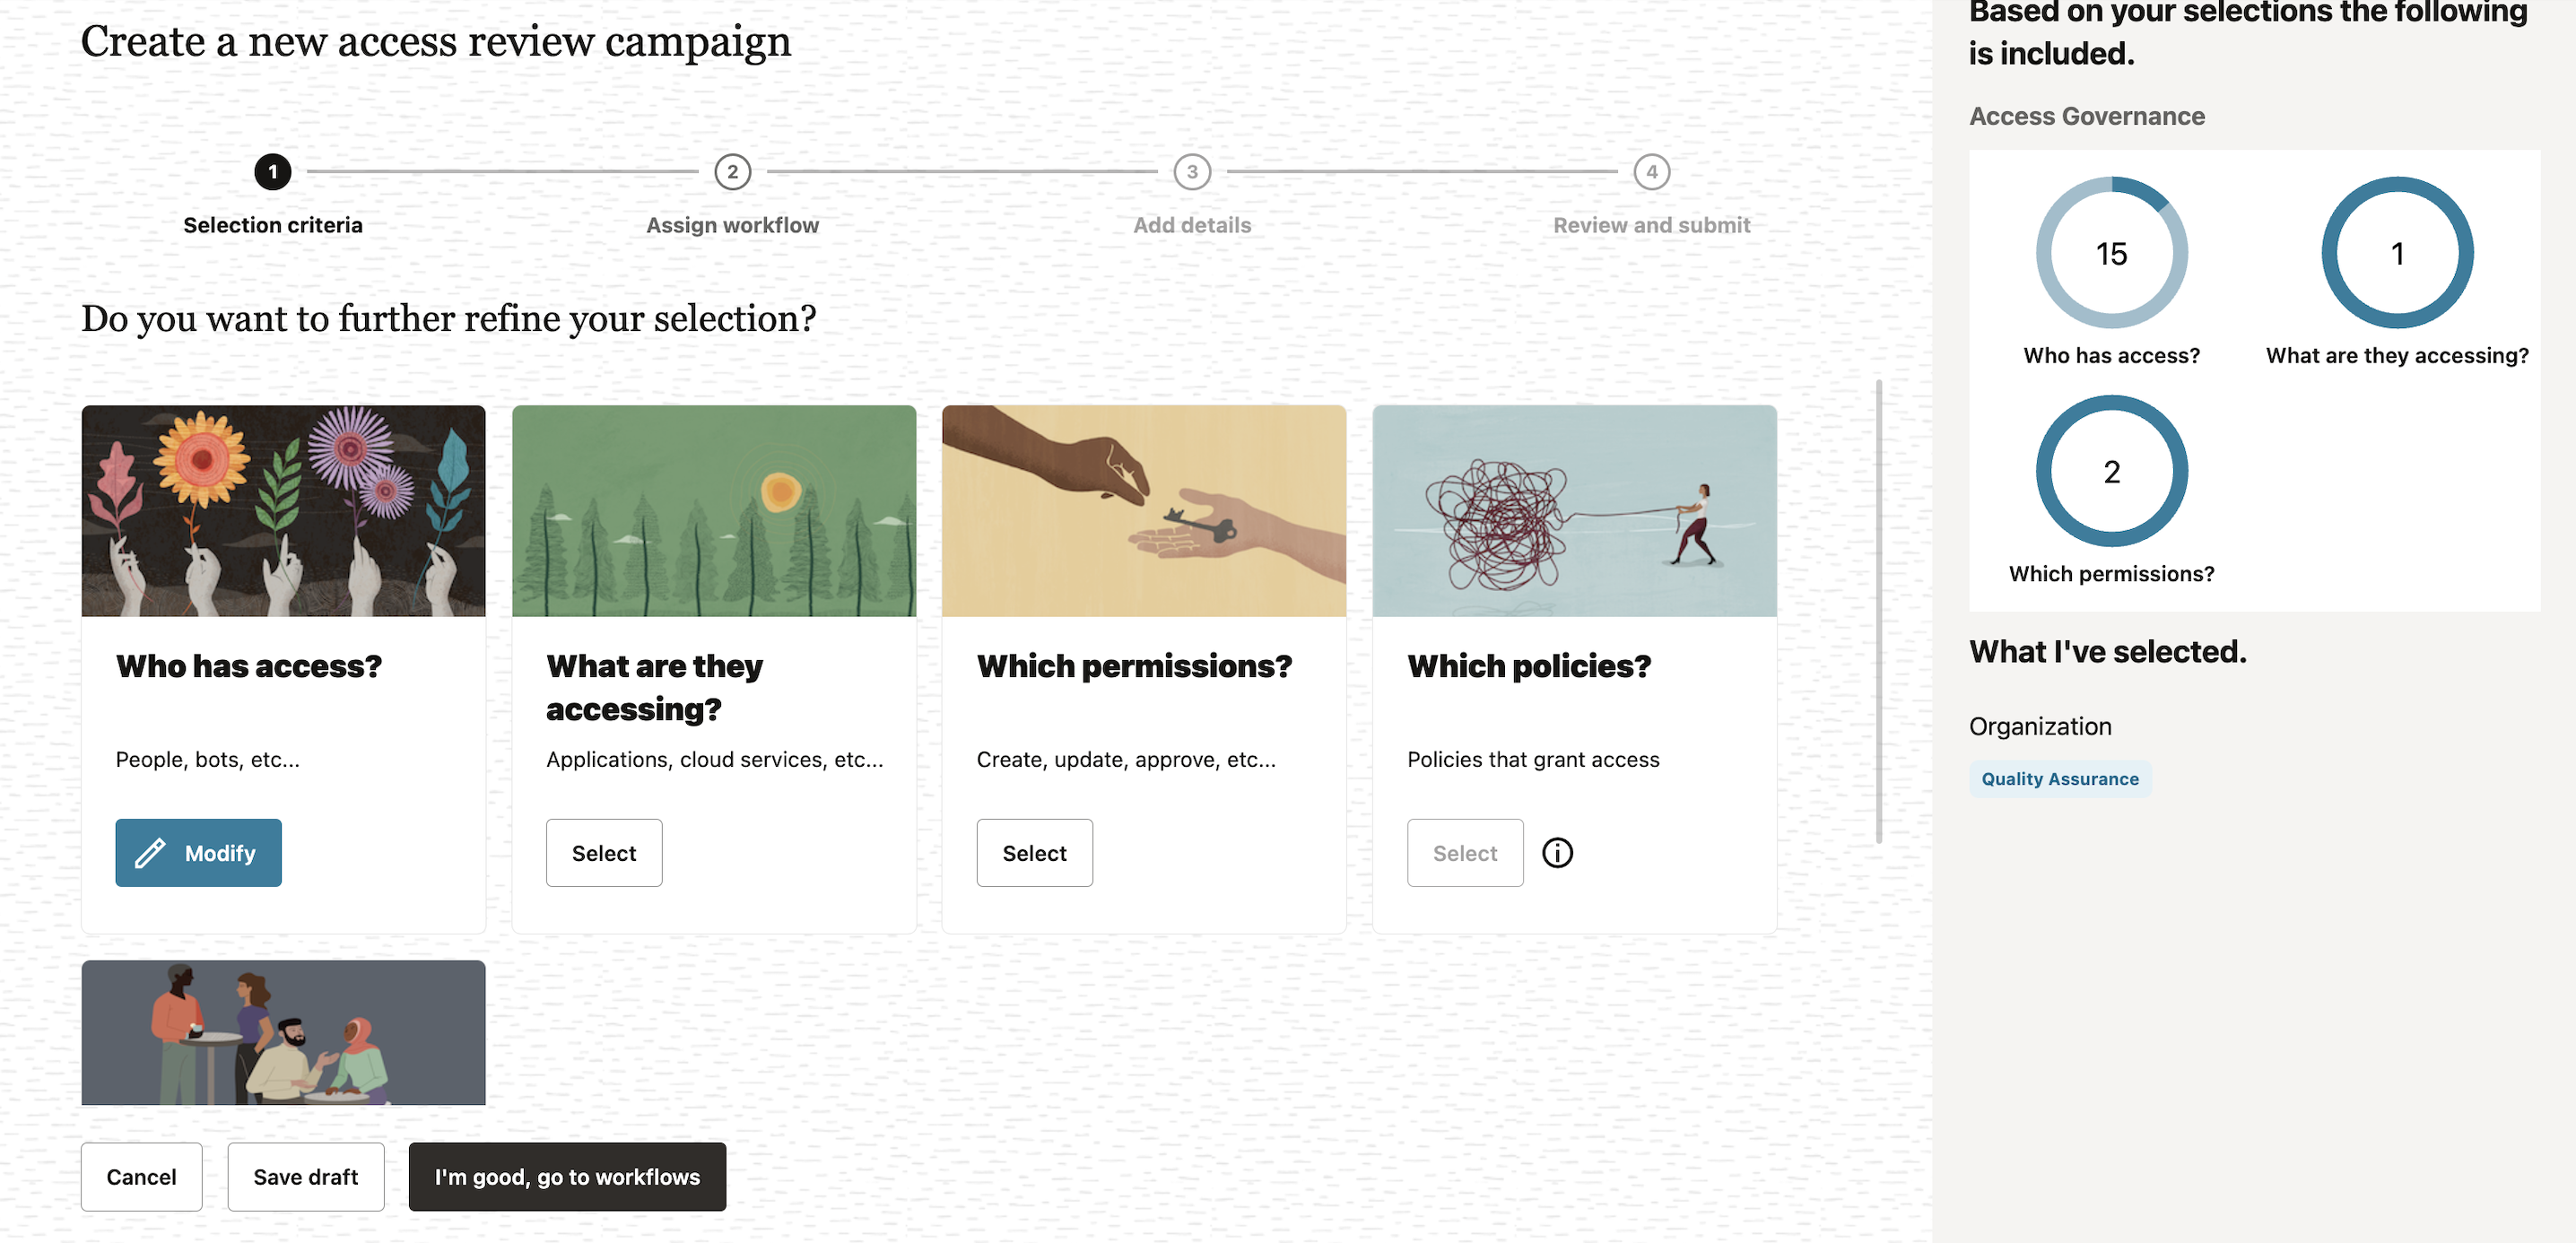 Create a new access review campaign
1
2
3
4
Selection criteria
Assign workflow
Add details
Review and submit
Do you want to further refine your selection?
Who has access?
People, bots, etc...
Modify
What are they
accessing?
Applications, cloud services, etc...
Select
Which permissions?
Create, update, approve, etc...
Select
Which policies?
Policies that grant access
Select
Cancel
Save draft
I'm good, go to workflows
Based on your selections the following
is included.
Access Governance
15
Who has access?
1
What are they accessing?
2
Which permissions?
What I've selected.
Organization
Quality Assurance